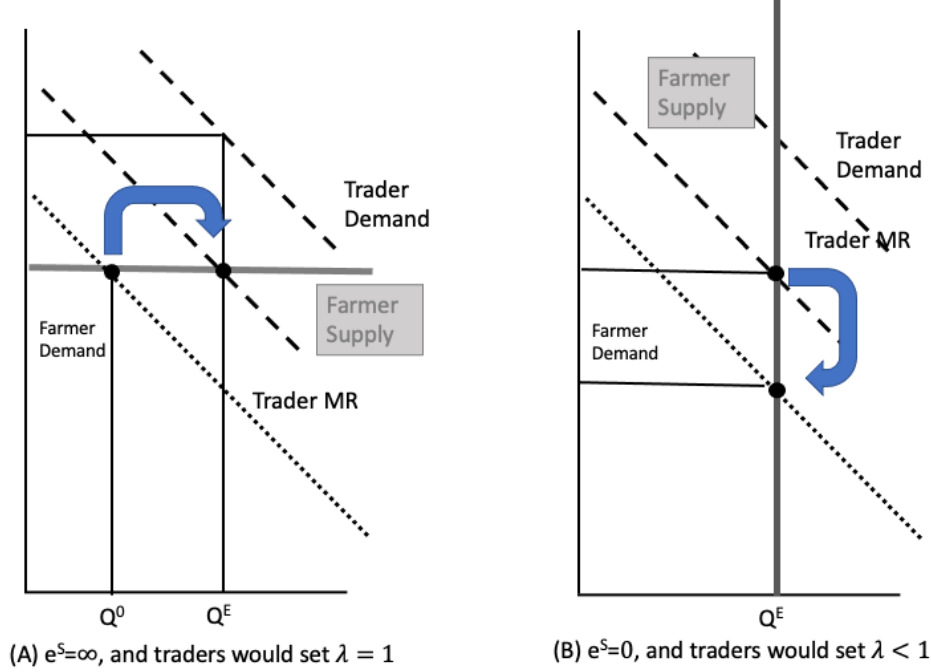 Trader
Demand
Farmer
Supply
Farmer
Demand
Trader MR
Q⁰
Qᴱ
(A) eˢ=∞, and traders would set λ = 1
Farmer
Supply
Trader
Demand
Trader MR
Farmer
Demand
Qᴱ
(B) eˢ=0, and traders would set λ < 1